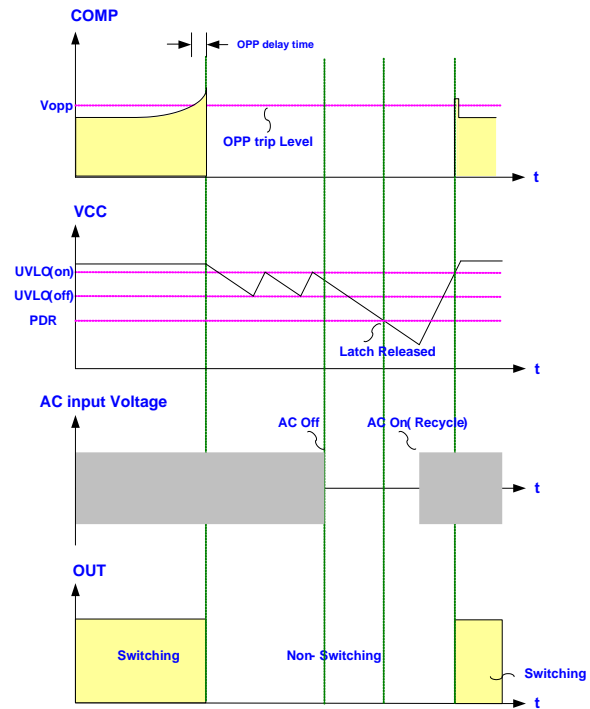 COMP
OPP delay time
Vopp
OPP trip Level
t
VCC
UVLO(on)
UVLO(off)
PDR
Latch Released
t
AC input Voltage
AC Off
AC On( Recycle)
t
OUT
Switching
Non- Switching
Switching
t